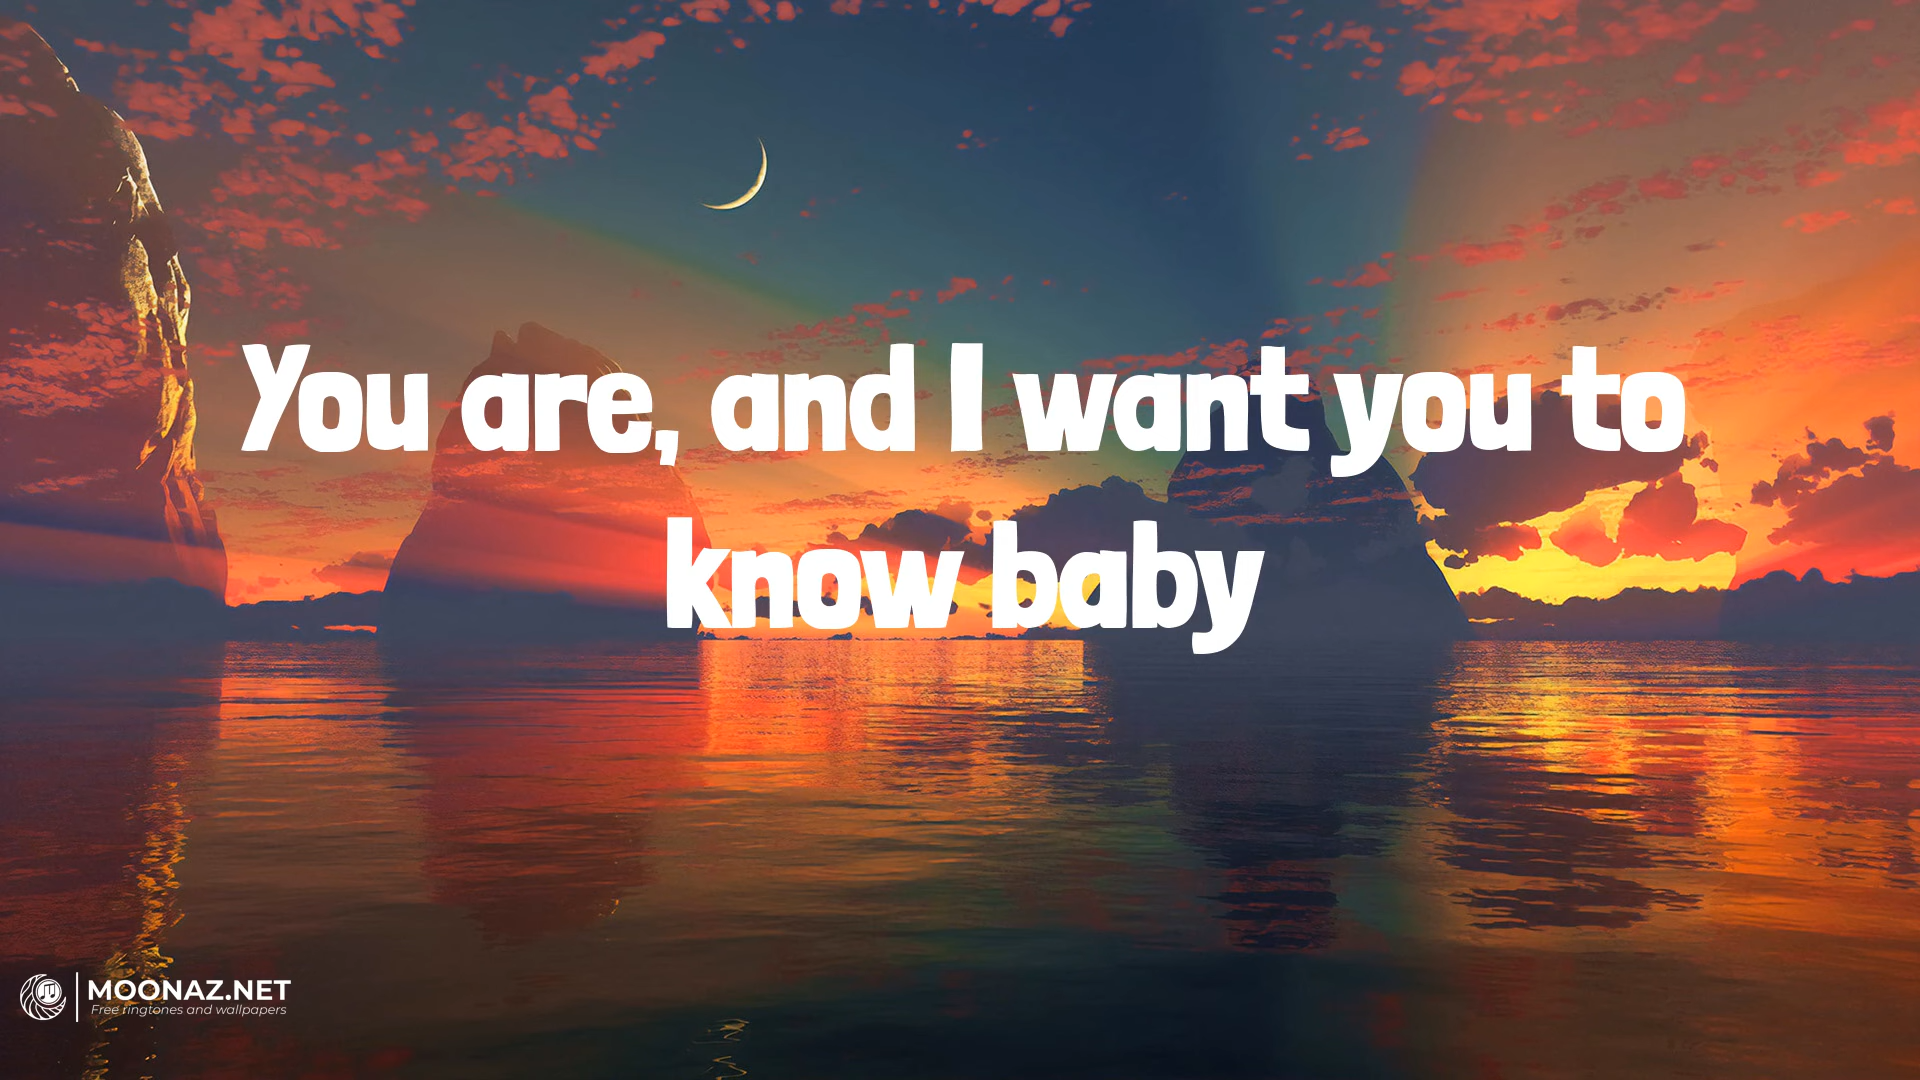 You are, and I want you to
know baby
MOONAZ.NET
Free ringtones and wallpapers